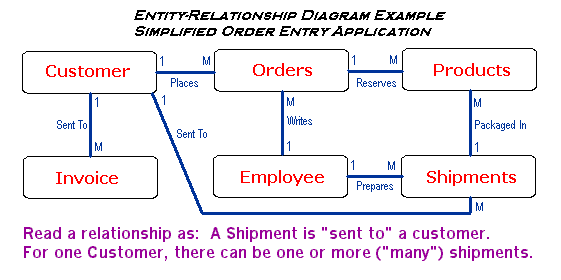 Entity-Relationship Diagram Example
Simplified Order Entry Application
Customer
1
M
Places
Orders
1
M
Reserves
Products
1
Sent To
M
1
Sent To
M
Writes
1
M
Packaged In
1
Invoice
Employee
1
M
Prepares
Shipments
M
Read a relationship as: A Shipment is "sent to" a customer.
For one Customer, there can be one or more ("many") shipments.